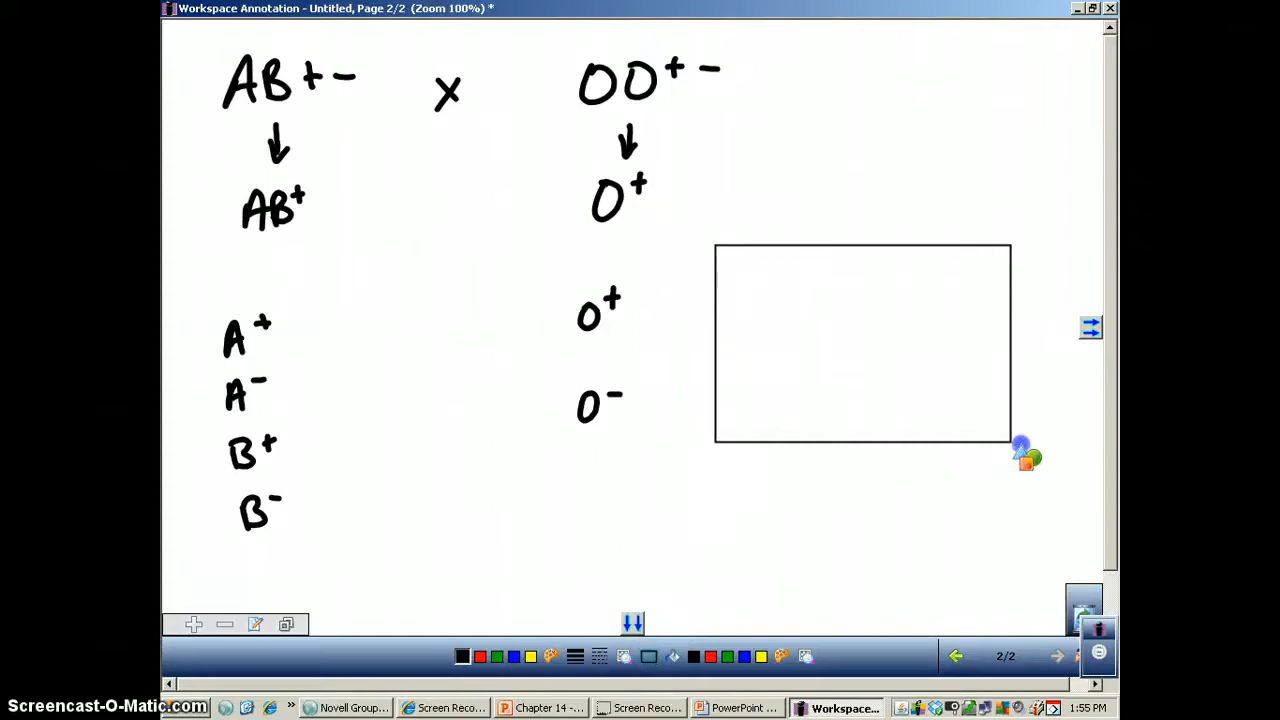 Workspace Annotation - Untitled, Page 2/2 (Zoom 100%) *
AB+- x OO+-
AB+ O+
A+ O+
A- O-
B+
B-
2/2
Novell Group... Screen Reco... Chapter 14 -... Screen Reco... PowerPoint ... Workspace... 1:55 PM
Screencast-O-Matic.com